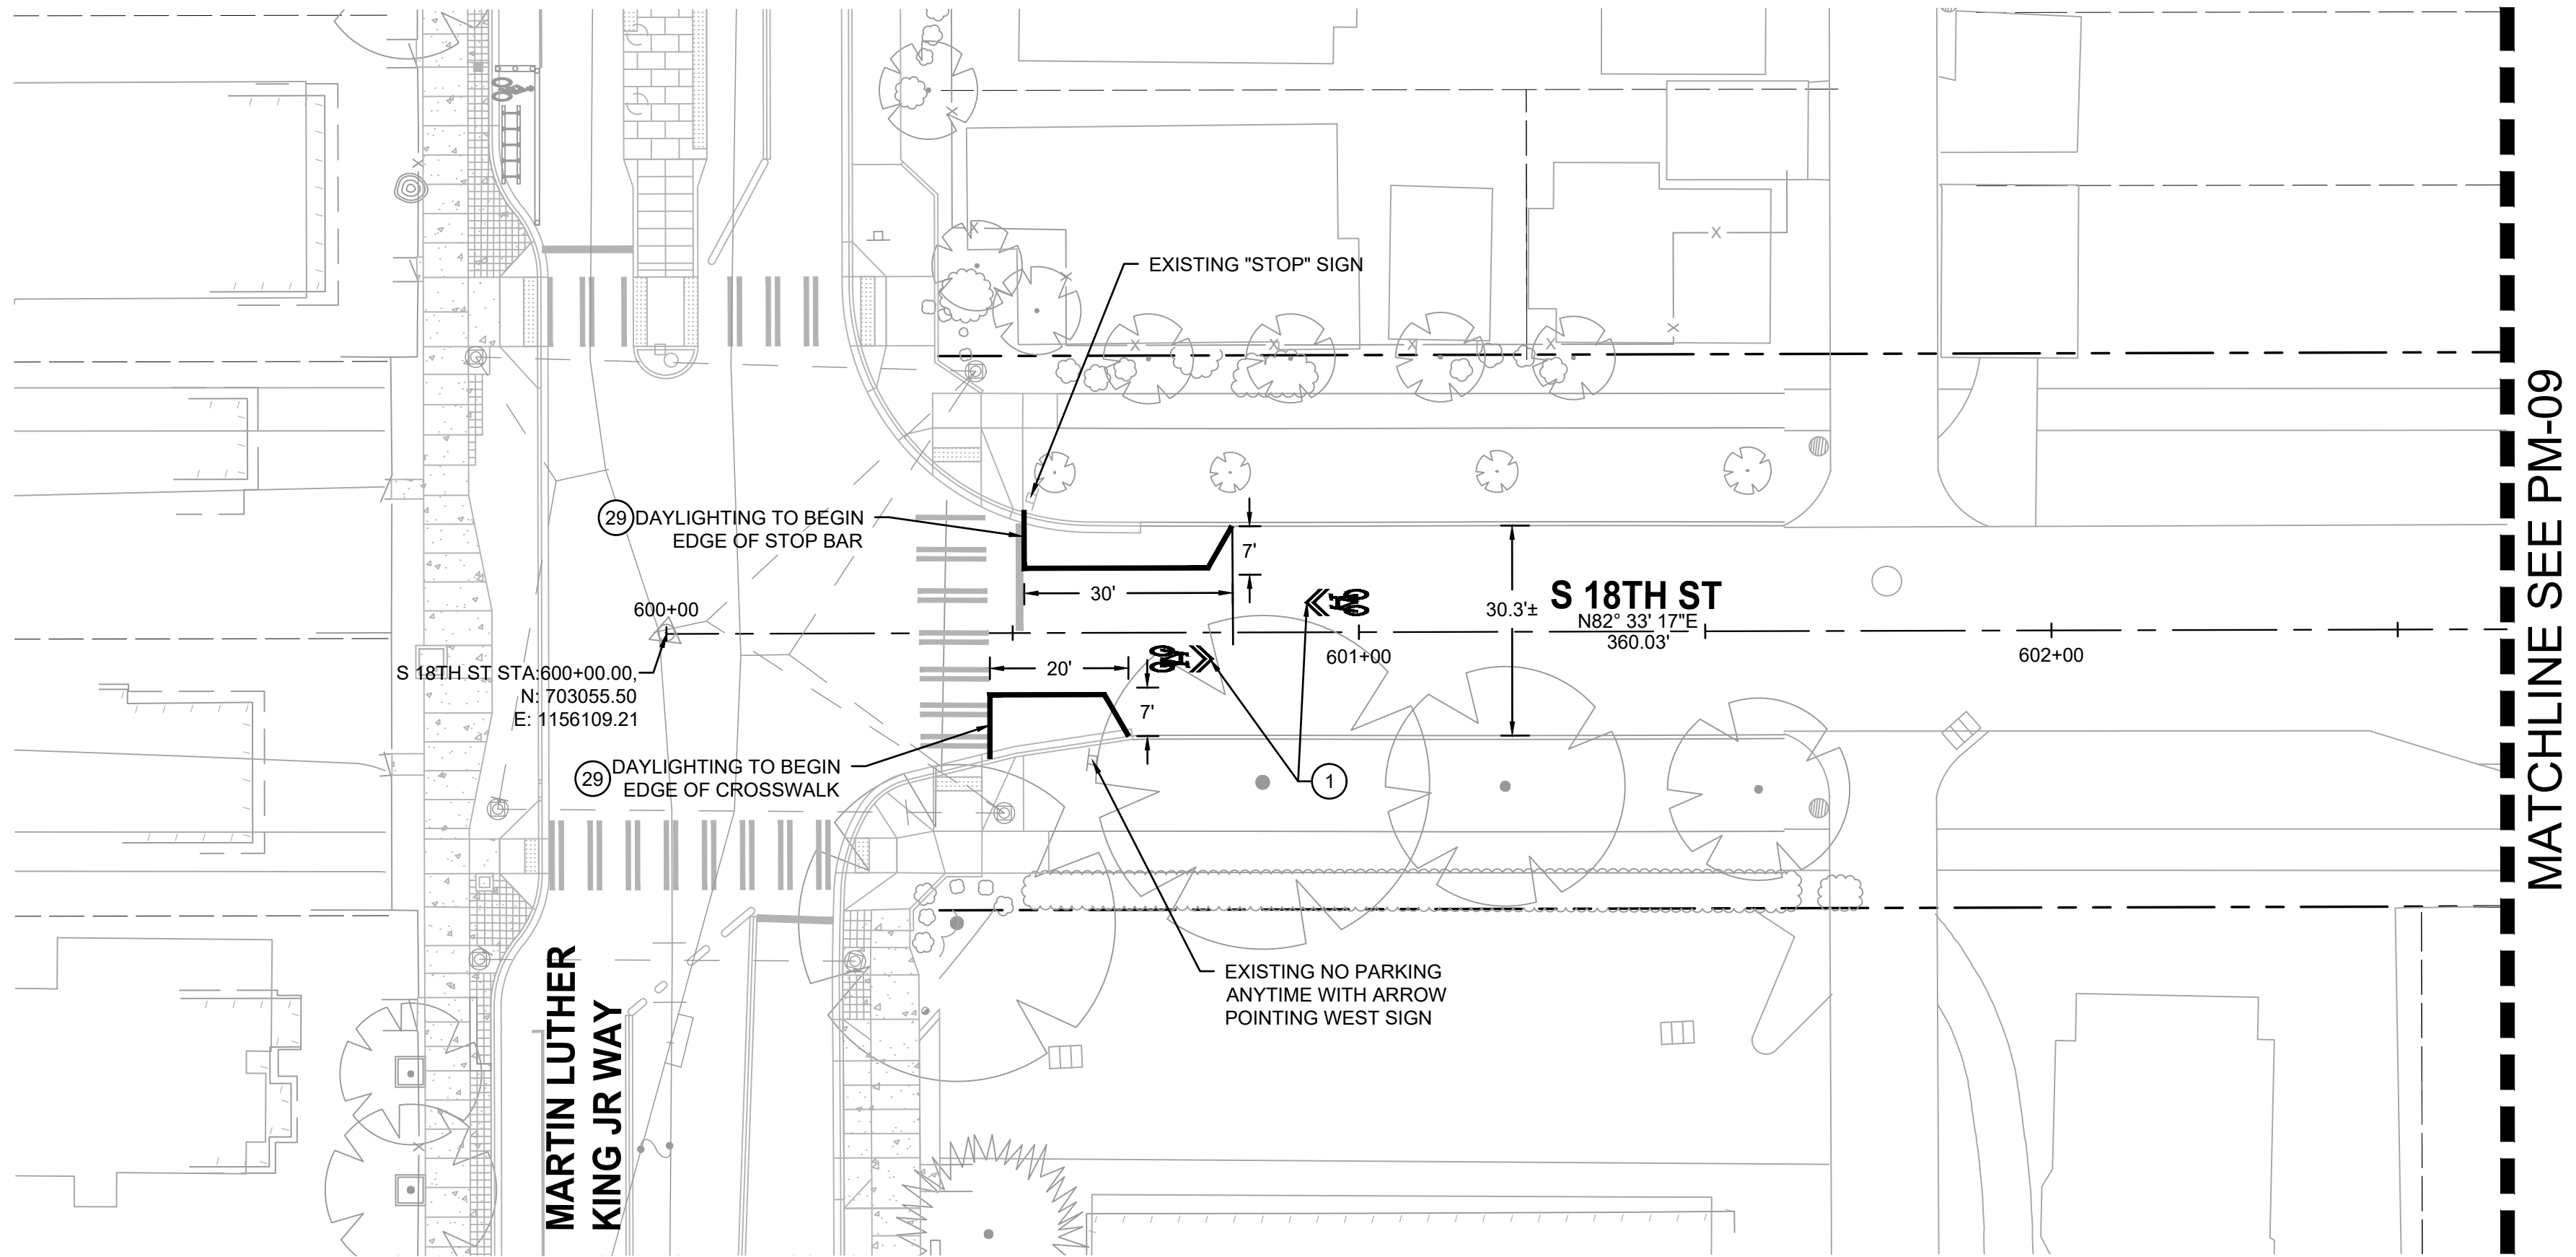 EXISTING "STOP" SIGN
29 DAYLIGHTING TO BEGIN
EDGE OF STOP BAR
7'
30'
600+00
S 18TH ST STA:600+00.00,
N: 703055.50
E: 1156109.21
20'
7'
601+00
30.3'±
S 18TH ST
N82° 33' 17"E
360.03'
602+00
29 DAYLIGHTING TO BEGIN
EDGE OF CROSSWALK
1
EXISTING NO PARKING
ANYTIME WITH ARROW
POINTING WEST SIGN
MARTIN LUTHER
KING JR WAY
MATCHLINE SEE PM-09